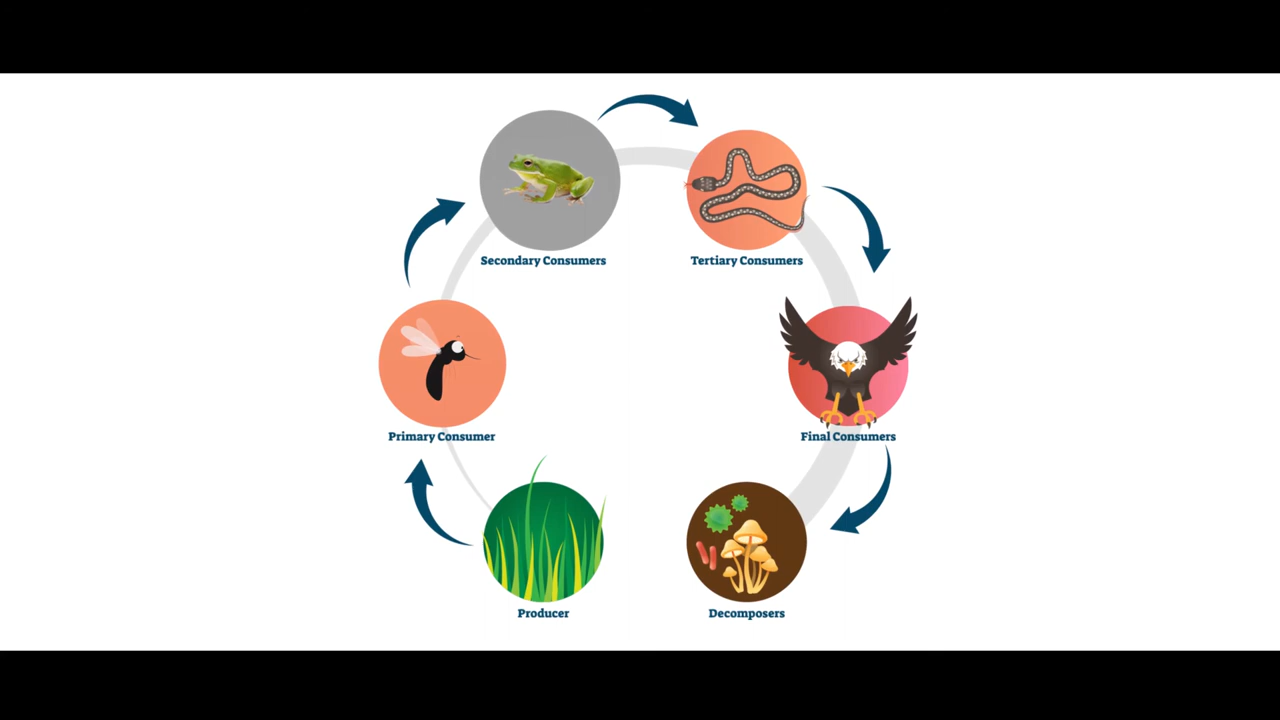 Secondary Consumers
Tertiary Consumers
Primary Consumer
Final Consumers
Producer
Decomposers